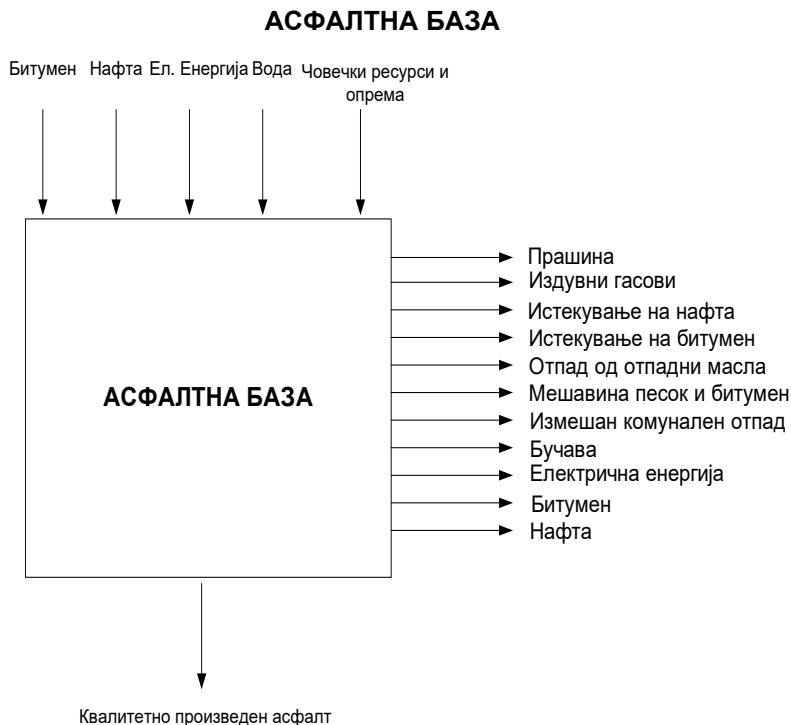 АСФАЛТНА БАЗА
Битумен Нафта Ел. Енергија Вода Човечки ресурси и
опрема
Прашина
Издувни гасови
Истекување на нафта
Истекување на битумен
Отпад од отпадни масла
Мешавина песок и битумен
Измешан комунален отпад
Бучава
Електрична енергија
Битумен
Нафта
АСФАЛТНА БАЗА
Квалитетно произведен асфалт